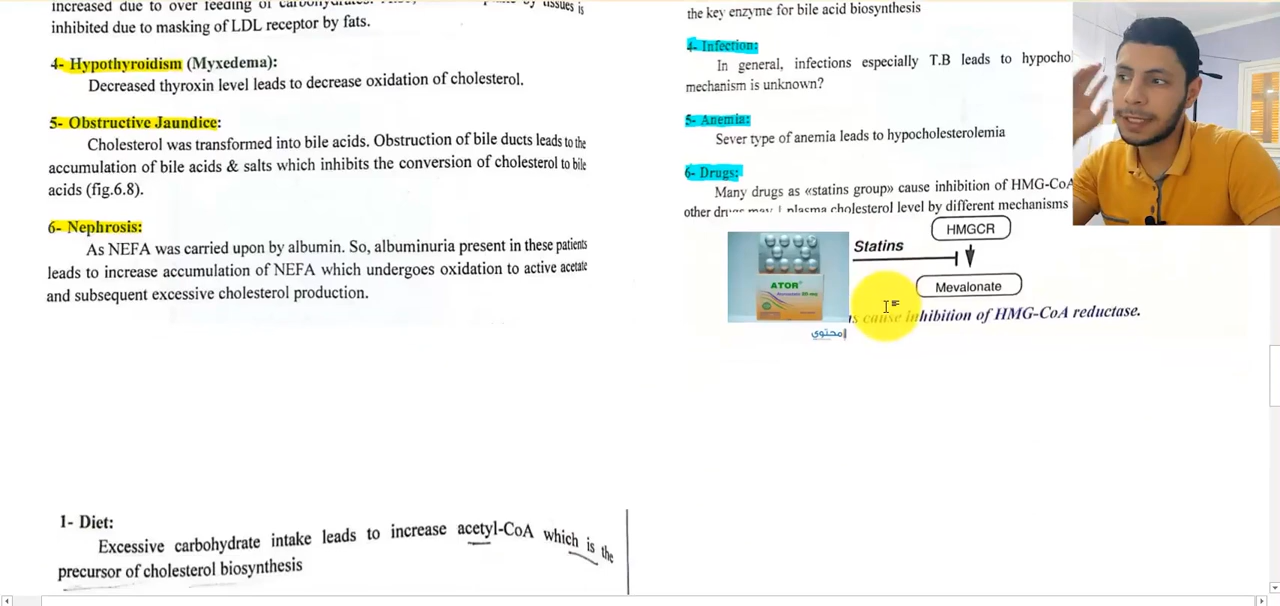 inhibited due to masking of LDL receptor by fats.
4- Hypothyroidism (Myxedema):
Decreased thyroxin level leads to decrease oxidation of cholesterol.
5- Obstructive Jaundice:
Cholesterol was transformed into bile acids. Obstruction of bile ducts leads to the
accumulation of bile acids & salts which inhibits the conversion of cholesterol to bile
acids (fig.6.8).
6- Nephrosis:
As NEFA was carried upon by albumin. So, albuminuria present in these patients
leads to increase accumulation of NEFA which undergoes oxidation to active acetate
and subsequent excessive cholesterol production.
1- Diet:
Excessive carbohydrate intake leads to increase acetyl-CoA which is the
precursor of cholesterol biosynthesis
the key enzyme for bile acid biosynthesis
4- Infection:
In general, infections especially T.B leads to hypochol
mechanism is unknown?
5- Anemia:
Sever type of anemia leads to hypocholesterolemia
6- Drugs:
Many drugs as «statins group» cause inhibition of HMG-CoA
other plasma cholesterol level by different mechanisms
HMGCR
Statins
ATOR
Mevalonate
cause inhibition of HMG-CoA reductase.